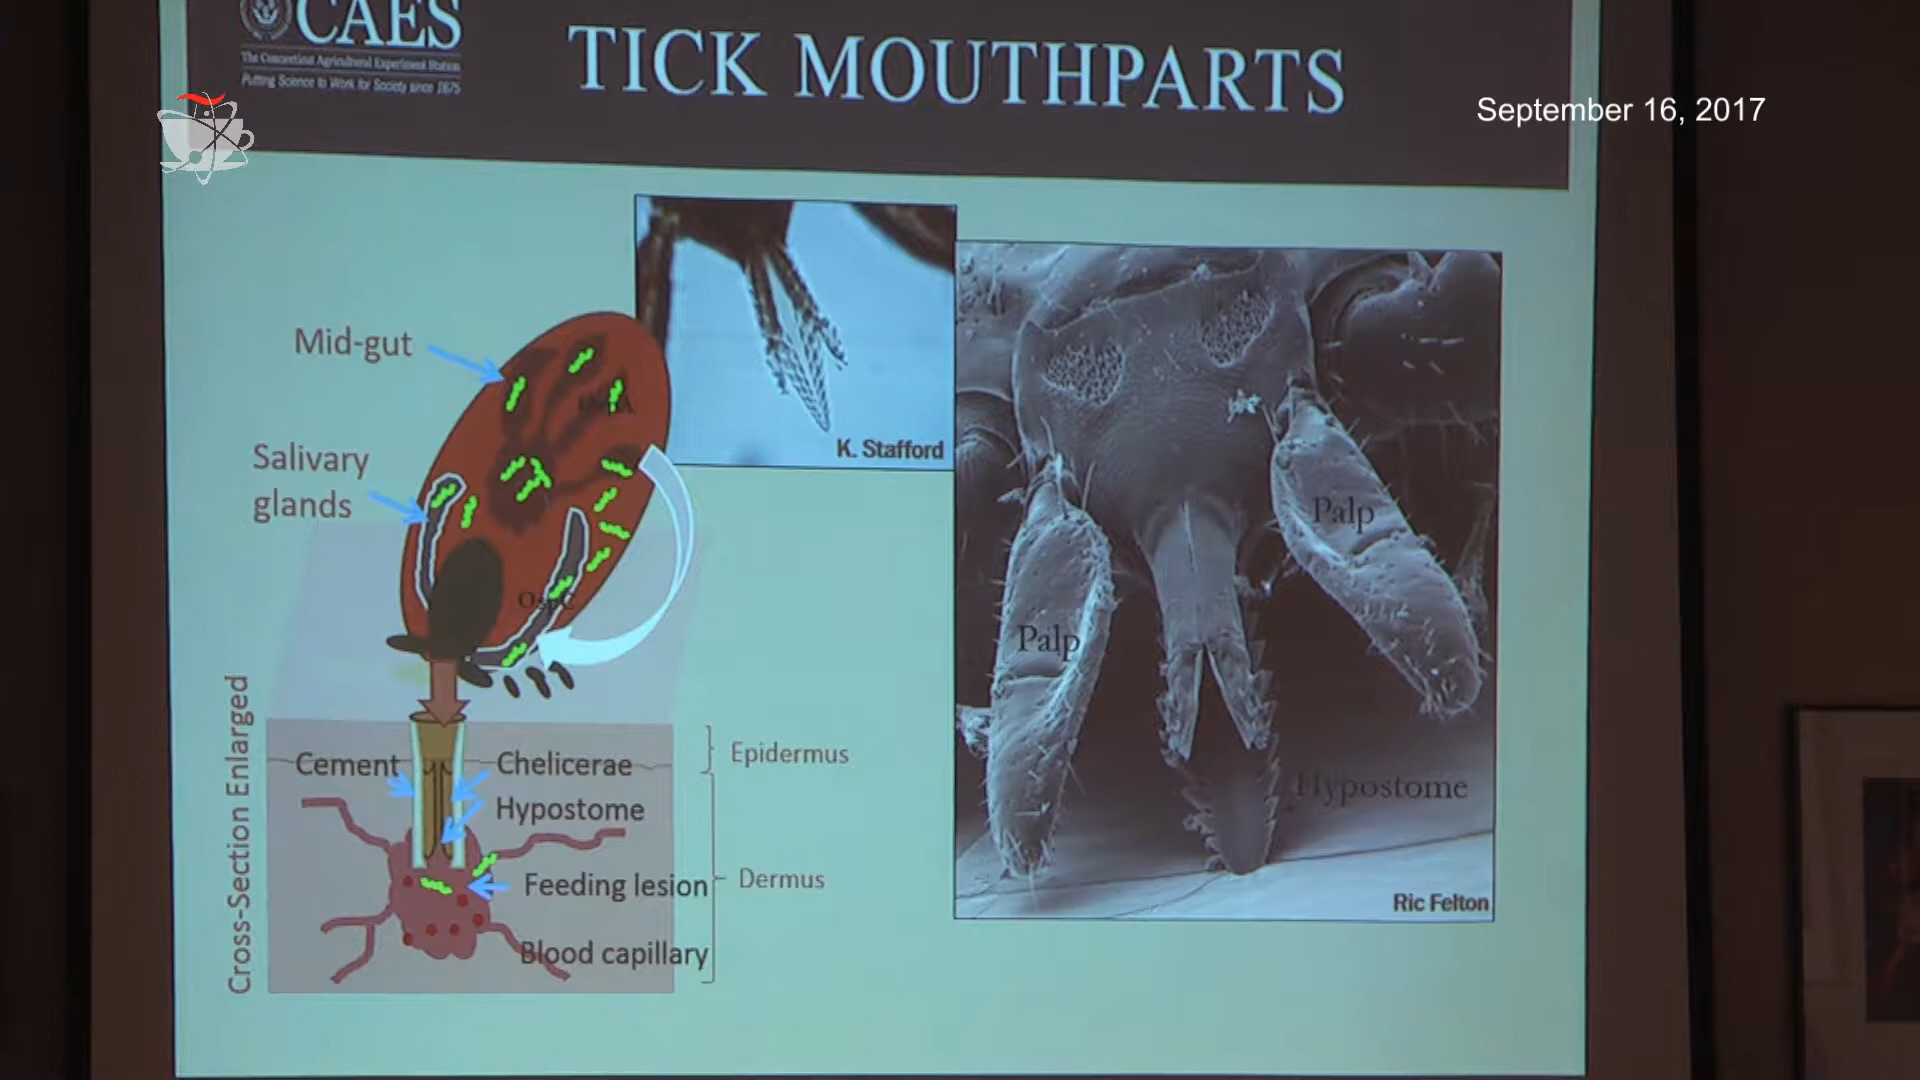 CAES
The Connecticut Agricultural Experiment Station
Putting Science to Work for Society since 1875
TICK MOUTHPARTS
September 16, 2017
Mid-gut
Salivary
glands
OspC
K. Stafford
Palp
Palp
Hypostome
Ric Felton
Cross-Section Enlarged
Cement
Chelicerae
Hypostome
Epidermus
Feeding lesion
Dermus
Blood capillary